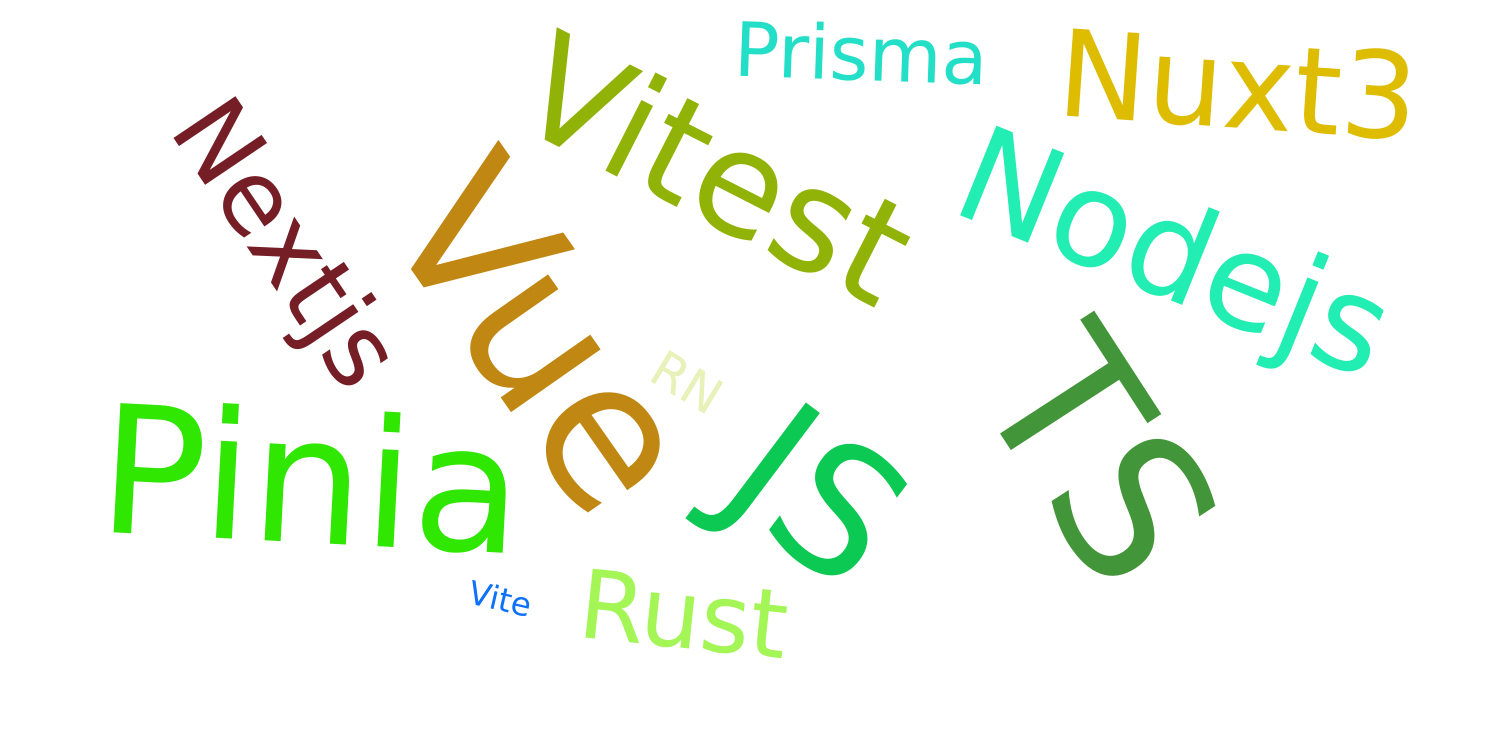 Prisma
Nuxt3
Vitest
Nextjs
Nodejs
Vue
RN
TS
Pinia
JS
Vite
Rust